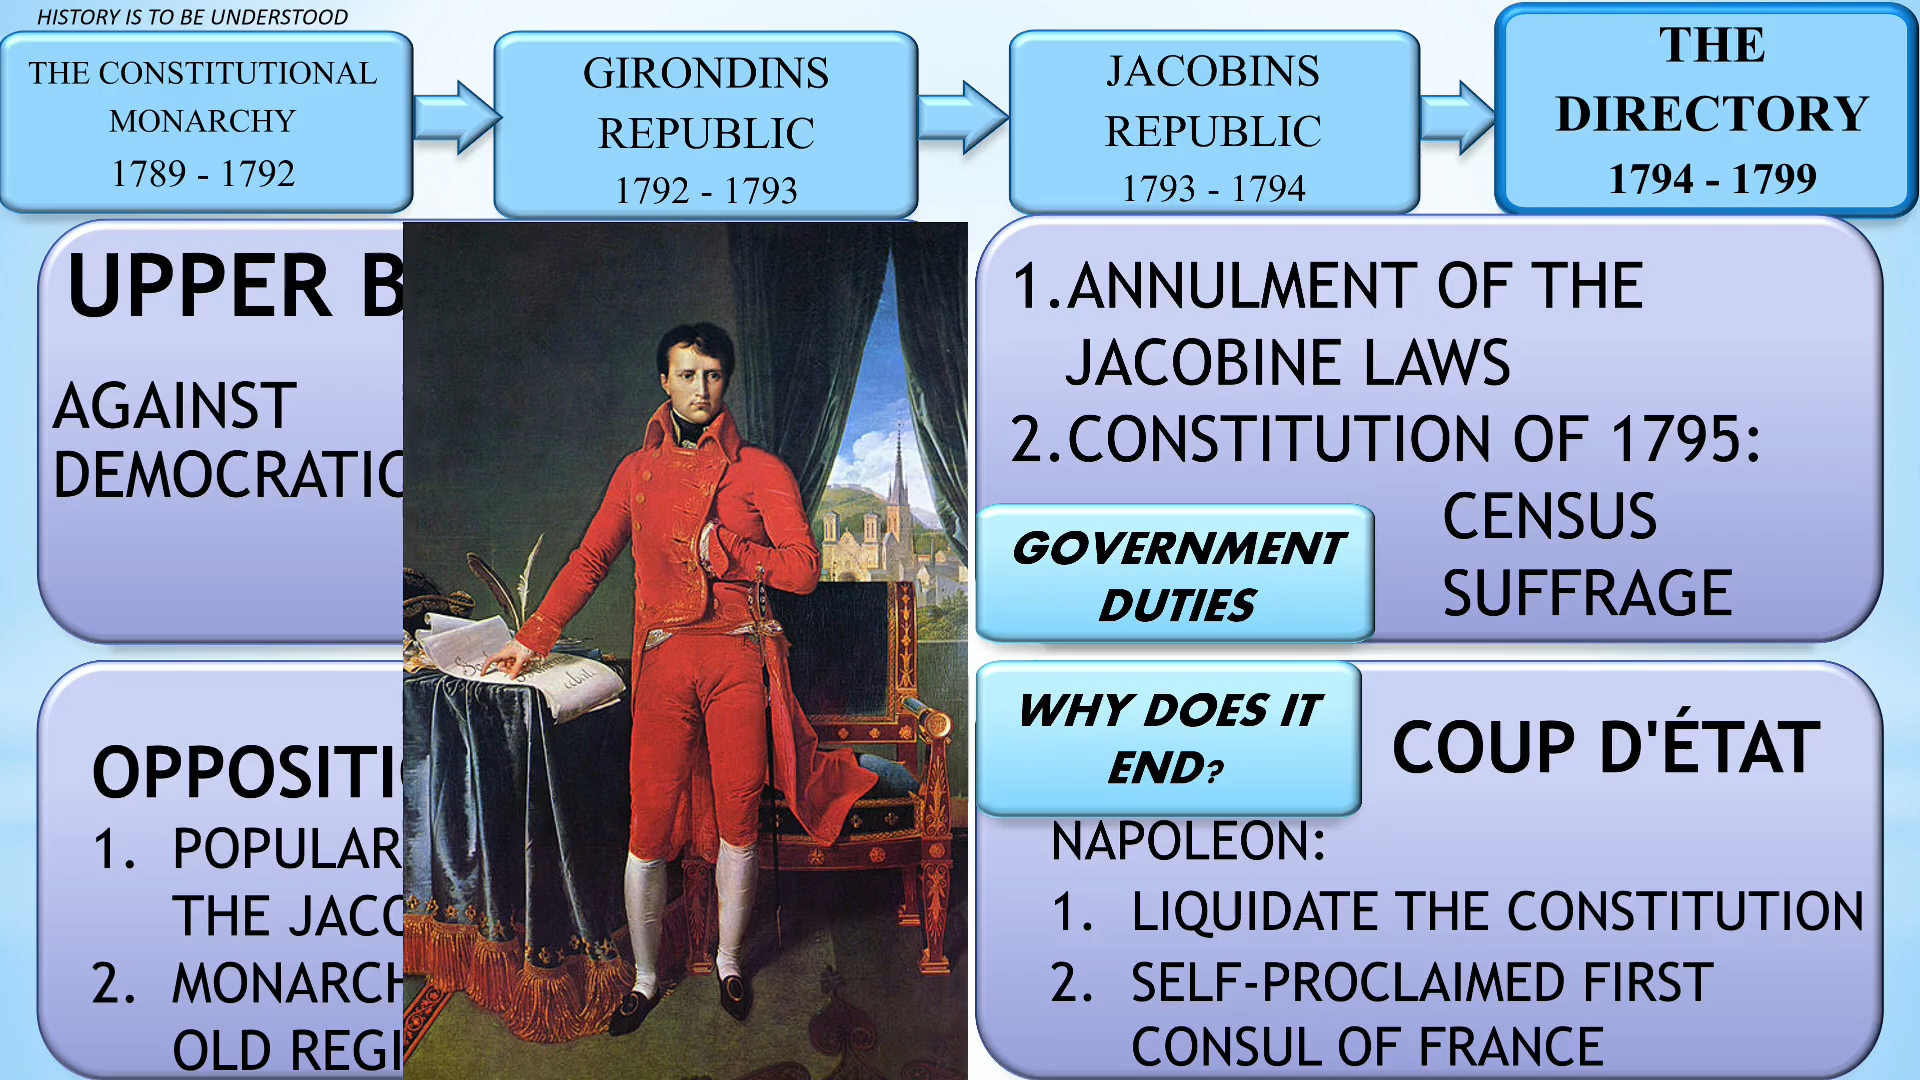 HISTORY IS TO BE UNDERSTOOD
THE CONSTITUTIONAL
MONARCHY
1789 - 1792
GIRONDINS
REPUBLIC
1792 - 1793
JACOBINS
REPUBLIC
1793 - 1794
THE
DIRECTORY
1794 - 1799
UPPER B
AGAINST
DEMOCRATIC
1.ANNULMENT OF THE
JACOBINE LAWS
2.CONSTITUTION OF 1795:
CENSUS
SUFFRAGE
GOVERNMENT
DUTIES
OPPOSITI
1. POPULAR
THE JACO
2. MONARCH
OLD REGI
WHY DOES IT
END?
COUP D'ÉTAT
NAPOLEON:
1. LIQUIDATE THE CONSTITUTION
2. SELF-PROCLAIMED FIRST
CONSUL OF FRANCE